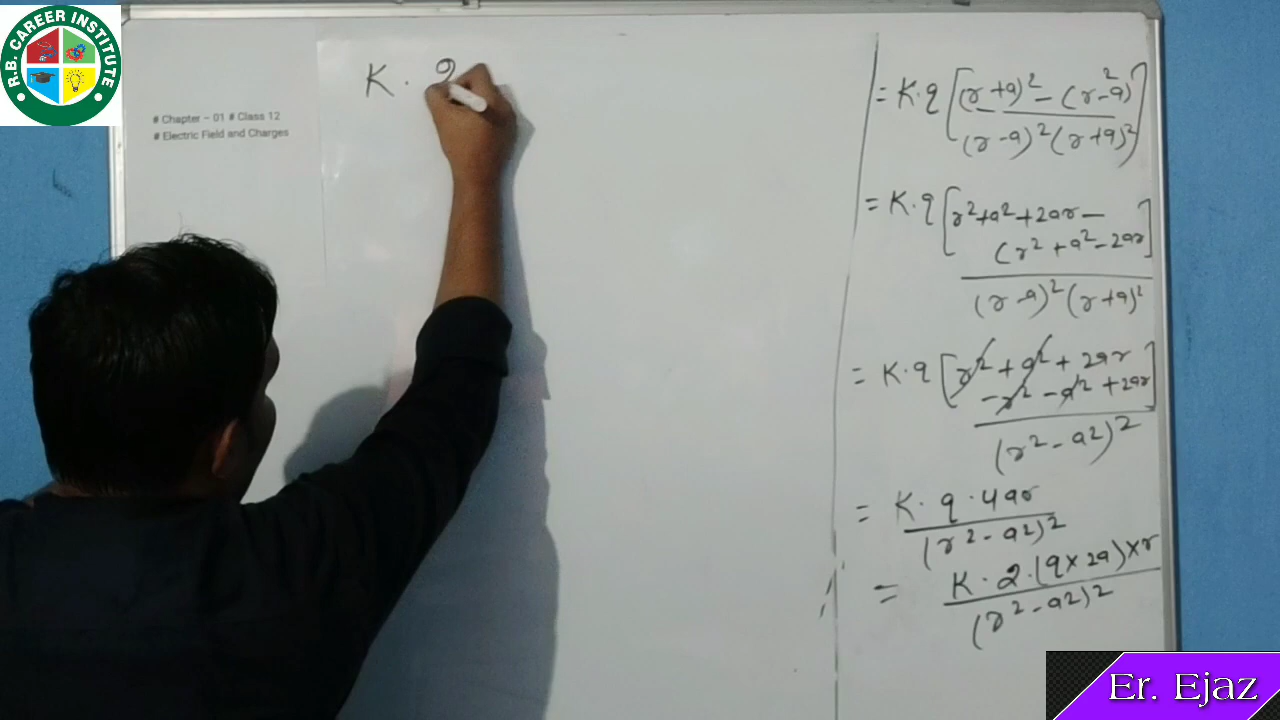 R.B. CAREER INSTITUTE
# Chapter – 01 # Class 12
# Electric Field and Charges
K · 2
= K·q [(r+a)² - (r-a)²]
(r-a)²(r+a)²
= K·q [r²+a²+2ar -
(r²+a²-2ar]
(r-a)²(r+a)²
= K·q [r²+a²+2ar
-r²-a²+2ar]
(r²-a²)²
= K·q·4ar
(r²-a²)²
= K·2·(q×2a)×r
(r²-a²)²
Er. Ejaz